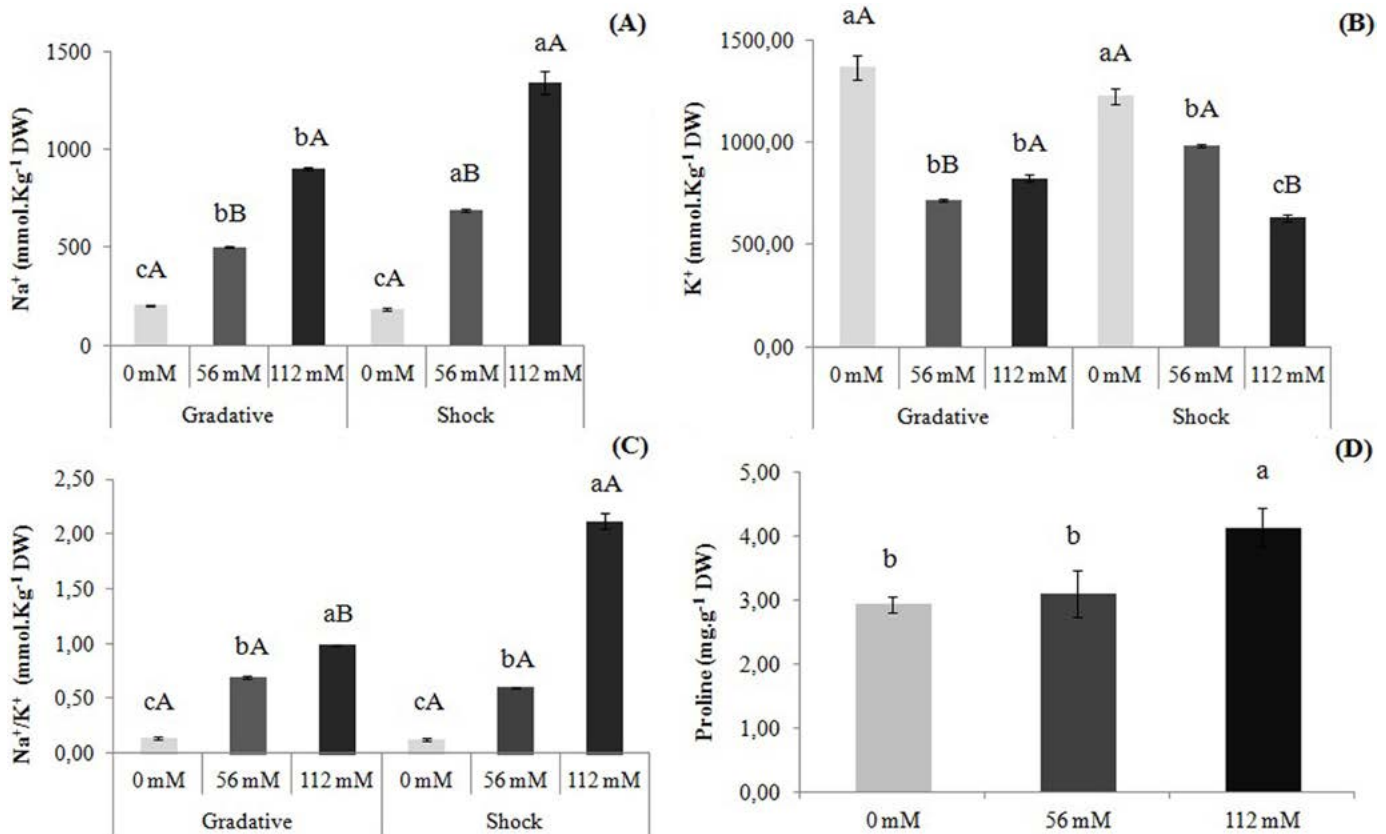 (A)
Na⁺ (mmol.Kg⁻¹ DW)
1500
1000
500
0
cA
bB
bA
cA
aB
aA
0 mM 56 mM 112 mM 0 mM 56 mM 112 mM
Gradative Shock
(B)
K⁺ (mmol.Kg⁻¹ DW)
1500,00
1000,00
500,00
0,00
aA
bB
bA
aA
bA
cB
0 mM 56 mM 112 mM 0 mM 56 mM 112 mM
Gradative Shock
(C)
Na⁺/K⁺ (mmol.Kg⁻¹ DW)
2,50
2,00
1,50
1,00
0,50
0,00
cA
bA
aB
cA
bA
aA
0 mM 56 mM 112 mM 0 mM 56 mM 112 mM
Gradative Shock
(D)
Proline (mg.g⁻¹ DW)
5,00
4,00
3,00
2,00
1,00
0,00
b
b
a
0 mM 56 mM 112 mM